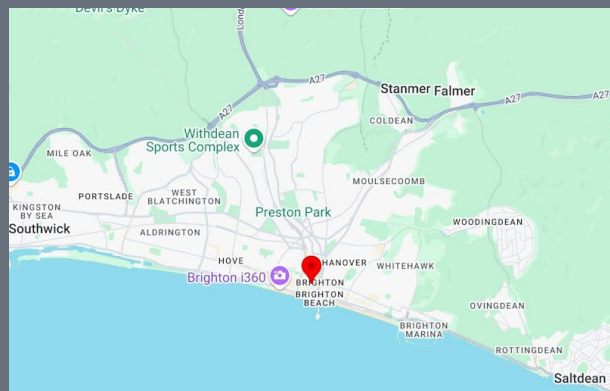 Devil's Dyke
Lond
A27
A27
A27
Stanmer Falmer
COLDEAN
Withdean
Sports Complex
MILE OAK
MOULSECOOMB
PORTSLADE
WEST
BLATCHINGTON
KINGSTON
BY SEA
Preston Park
Southwick
ALDRINGTON
WOODINGDEAN
HOVE
HANOVER
WHITEHAWK
Brighton i360
BRIGHTON
BRIGHTON
BEACH
OVINGDEAN
BRIGHTON
MARINA
ROTTINGDEAN
Saltdean